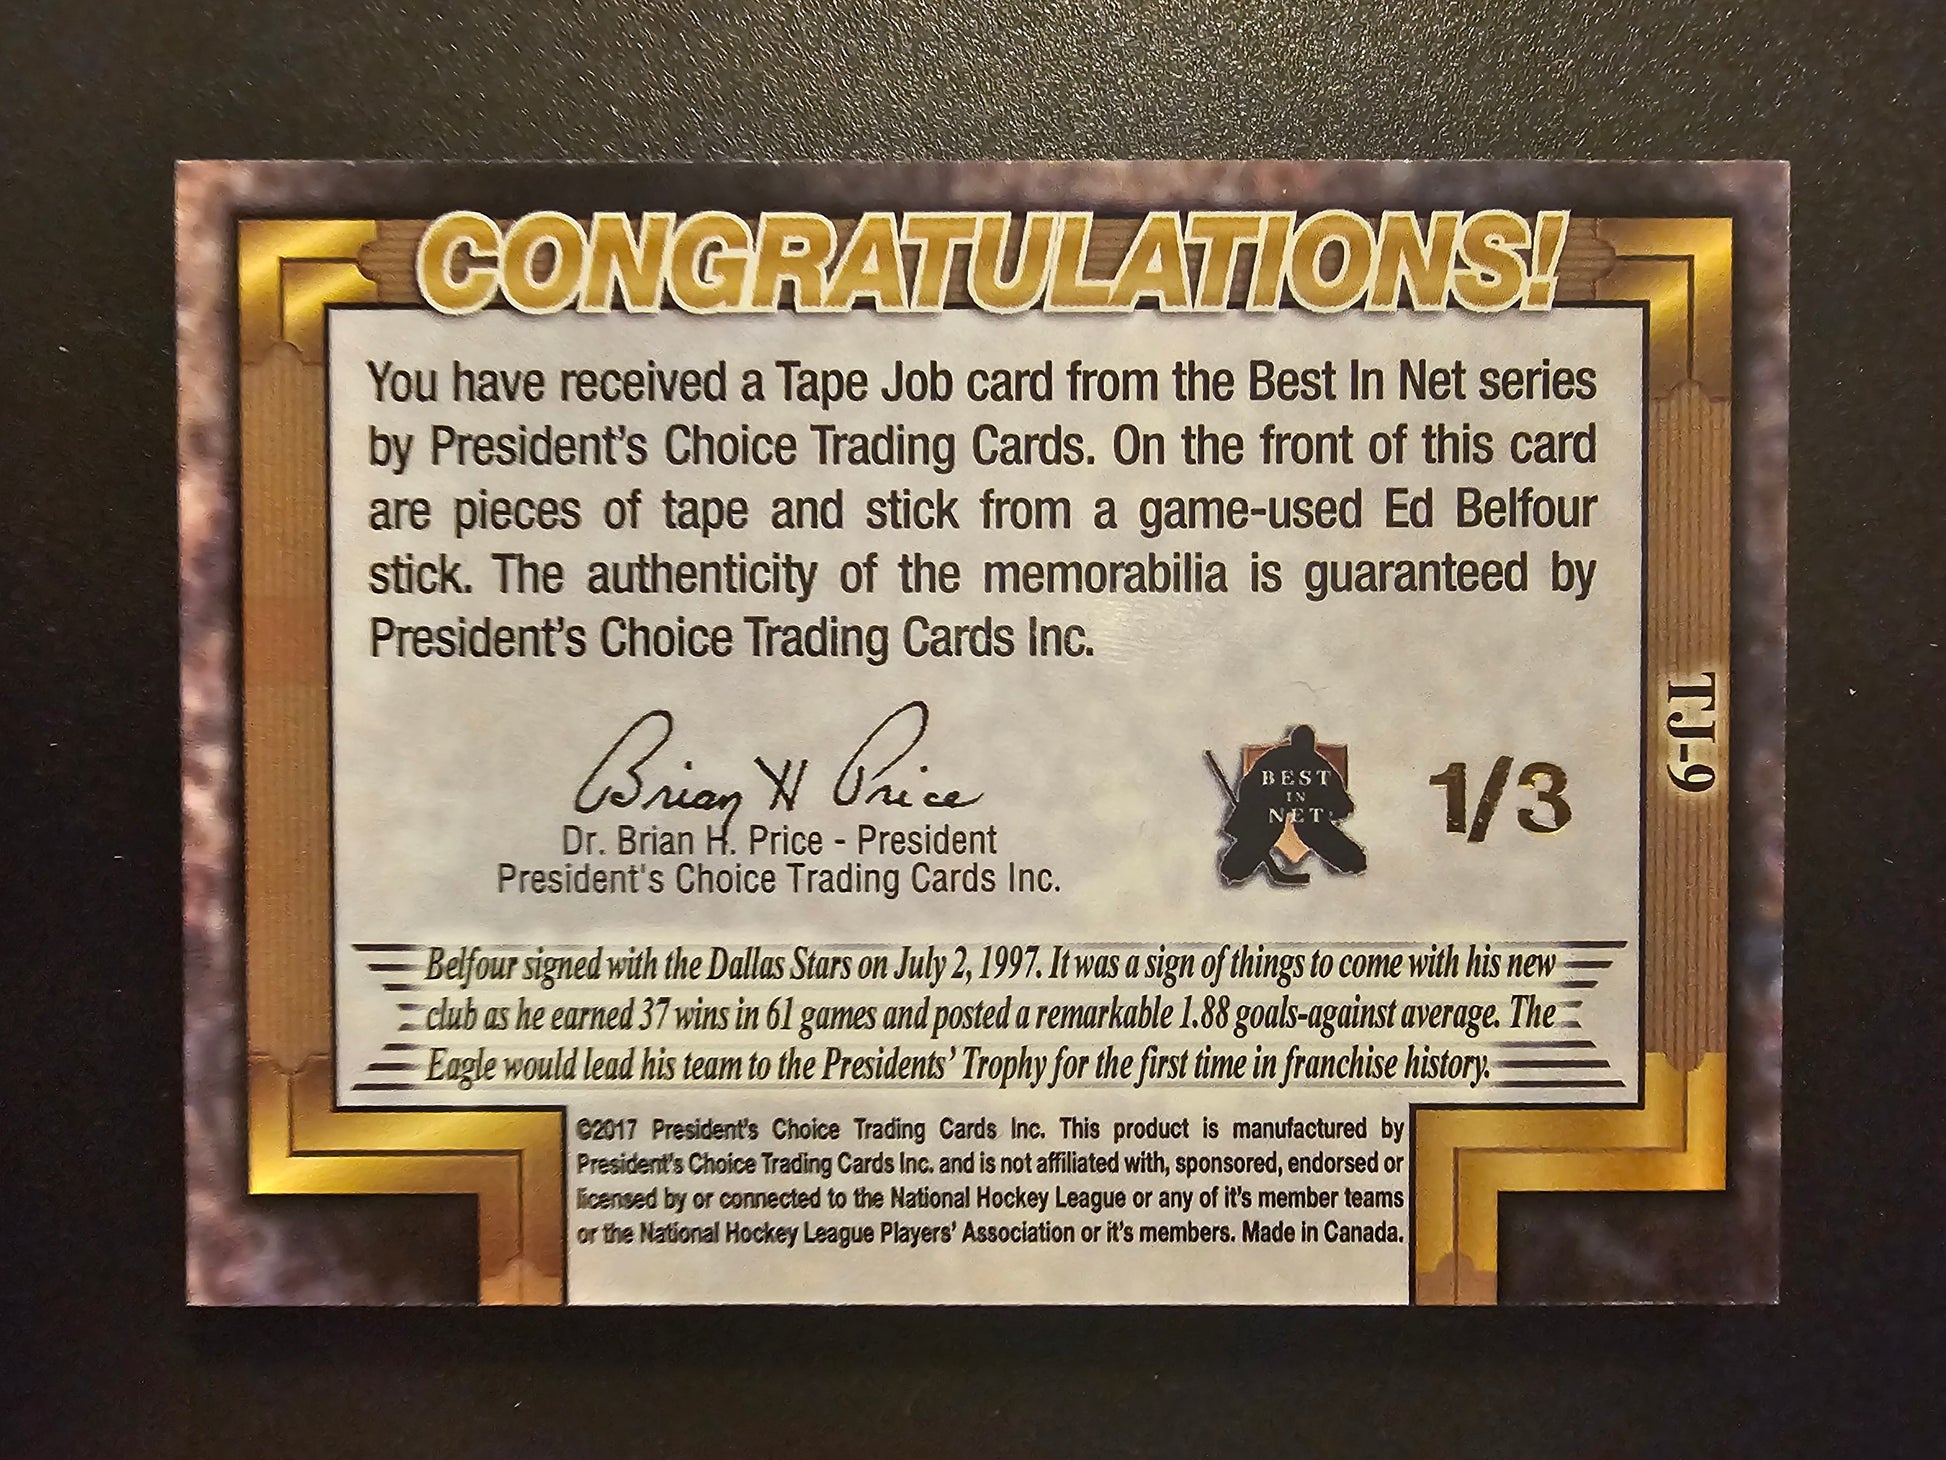 CONGRATULATIONS!
You have received a Tape Job card from the Best In Net series
by President's Choice Trading Cards. On the front of this card
are pieces of tape and stick from a game-used Ed Belfour
stick. The authenticity of the memorabilia is guaranteed by
President's Choice Trading Cards Inc.
Brian H Price
Dr. Brian H. Price - President
President's Choice Trading Cards Inc.
BEST
IN
NET
1/3
TJ-9
Belfour signed with the Dallas Stars on July 2, 1997. It was a sign of things to come with his new
club as he earned 37 wins in 61 games and posted a remarkable 1.88 goals-against average. The
Eagle would lead his team to the Presidents' Trophy for the first time in franchise history.
©2017 President's Choice Trading Cards Inc. This product is manufactured by
President's Choice Trading Cards Inc. and is not affiliated with, sponsored, endorsed or
licensed by or connected to the National Hockey League or any of it's member teams
or the National Hockey League Players' Association or it's members. Made in Canada.